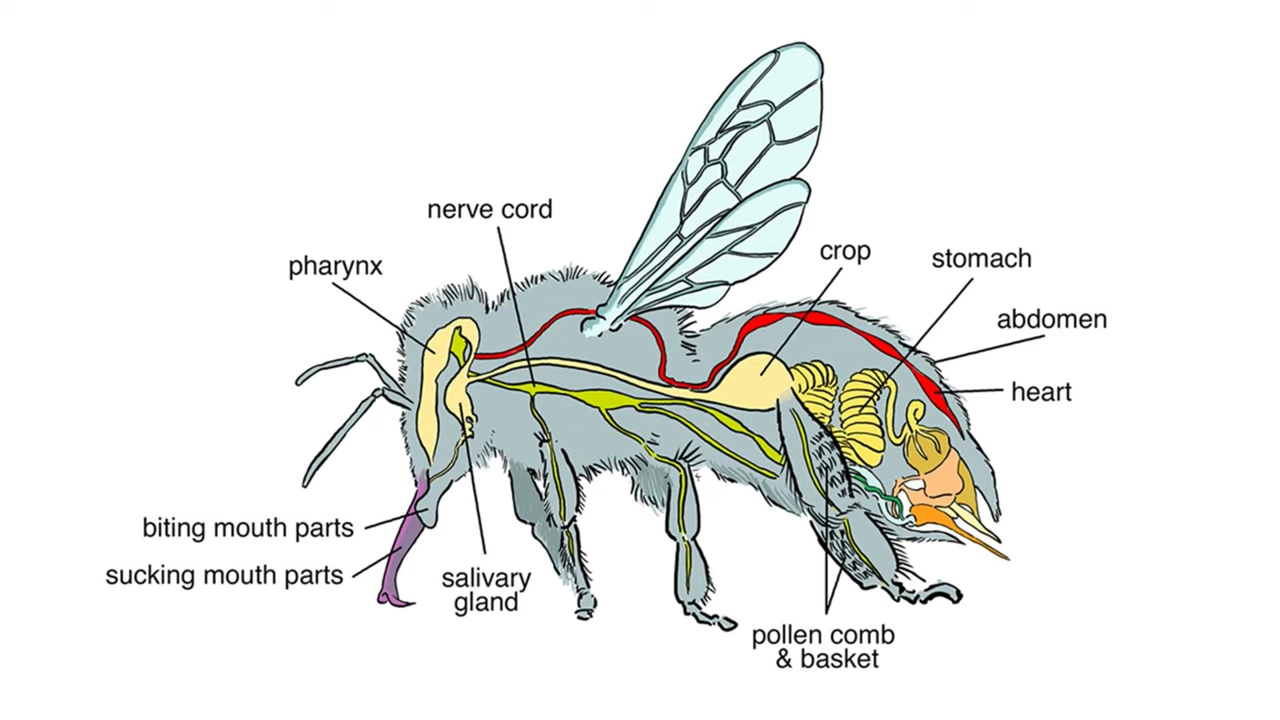 nerve cord
pharynx
crop
stomach
abdomen
heart
biting mouth parts
sucking mouth parts
salivary
gland
pollen comb
& basket